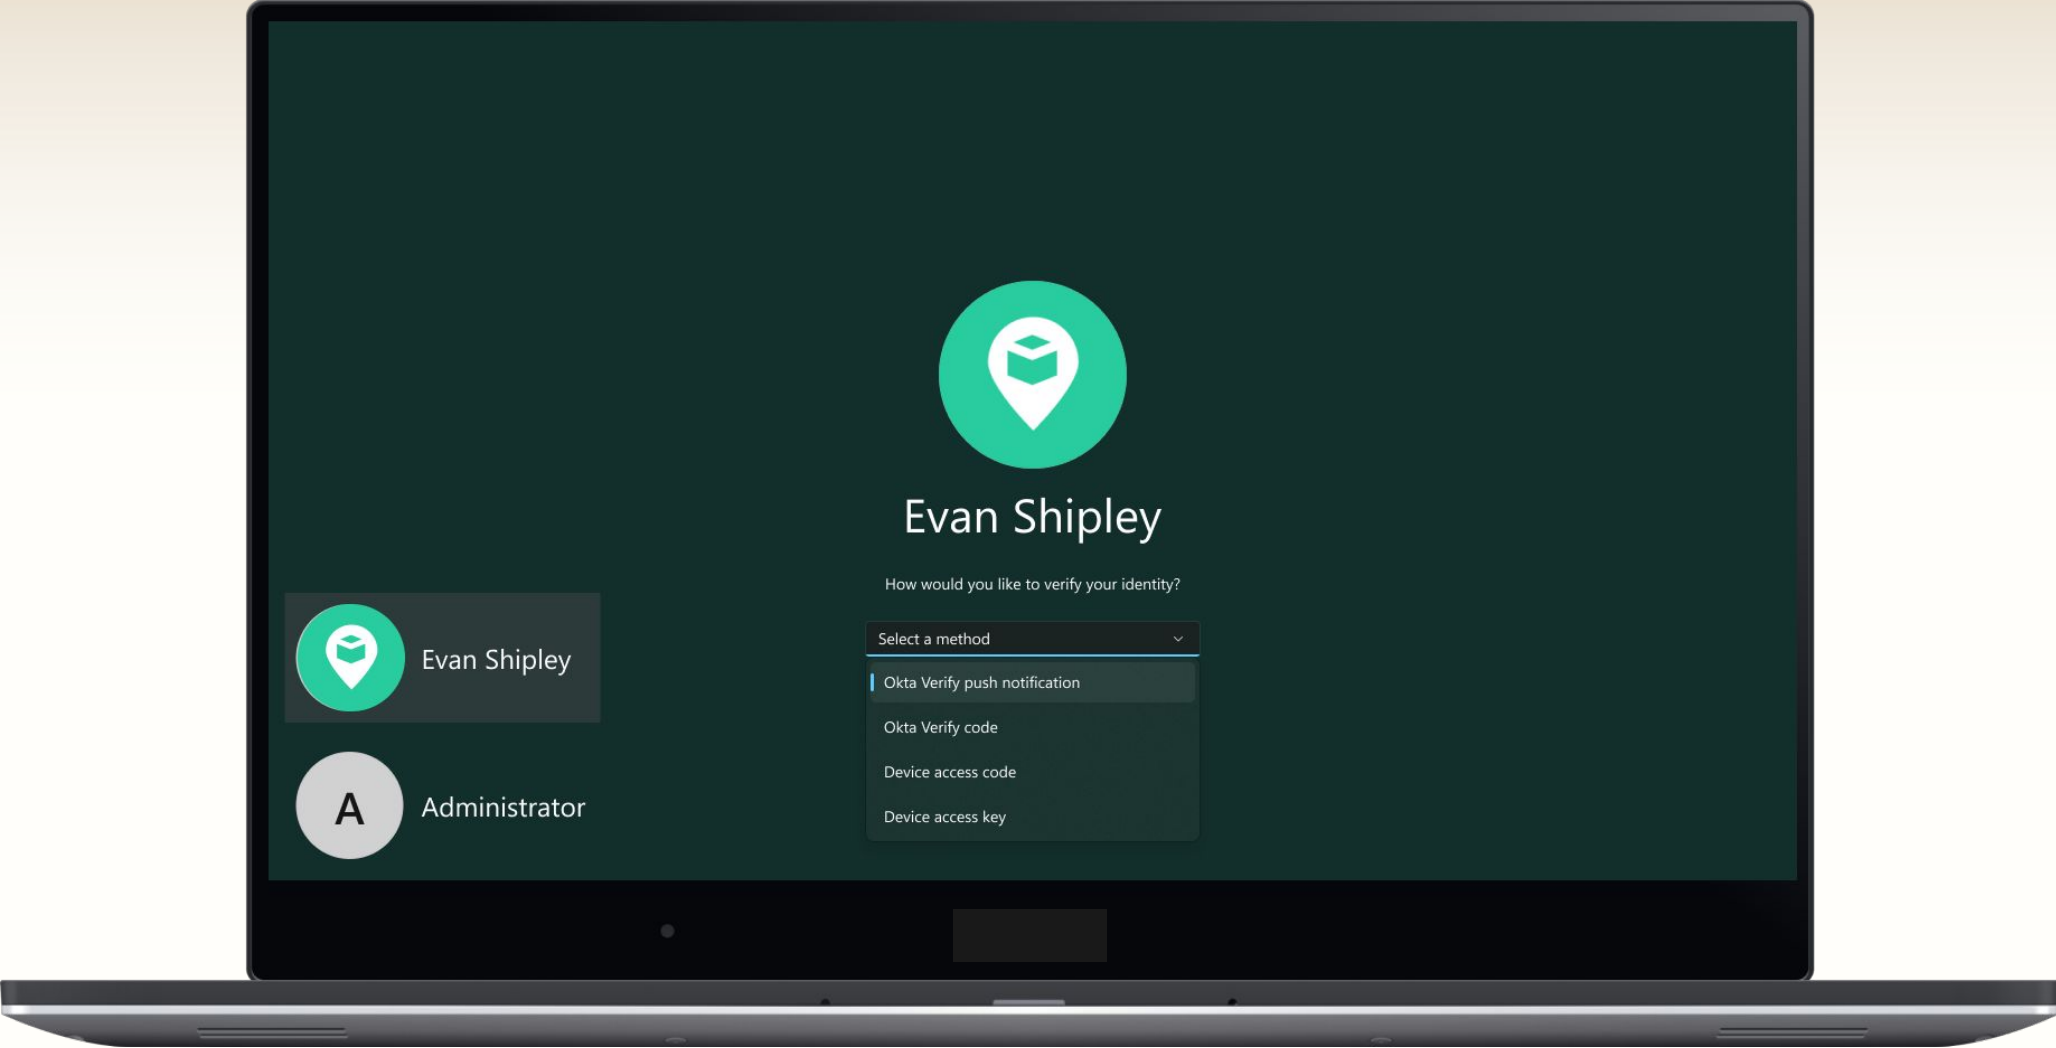 Evan Shipley
How would you like to verify your identity?
Select a method
Okta Verify push notification
Okta Verify code
Device access code
Device access key
Evan Shipley
A
Administrator